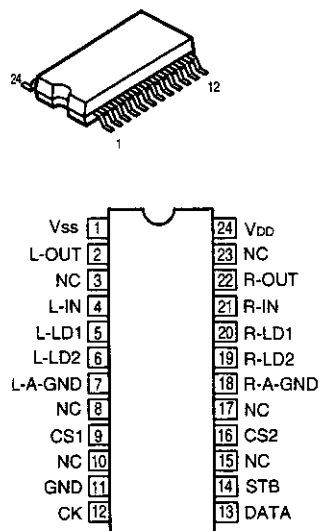 24
12
1
Vss 1 24 VDD
L-OUT 2 23 NC
NC 3 22 R-OUT
L-IN 4 21 R-IN
L-LD1 5 20 R-LD1
L-LD2 6 19 R-LD2
L-A-GND 7 18 R-A-GND
NC 8 17 NC
CS1 9 16 CS2
NC 10 15 NC
GND 11 14 STB
CK 12 13 DATA